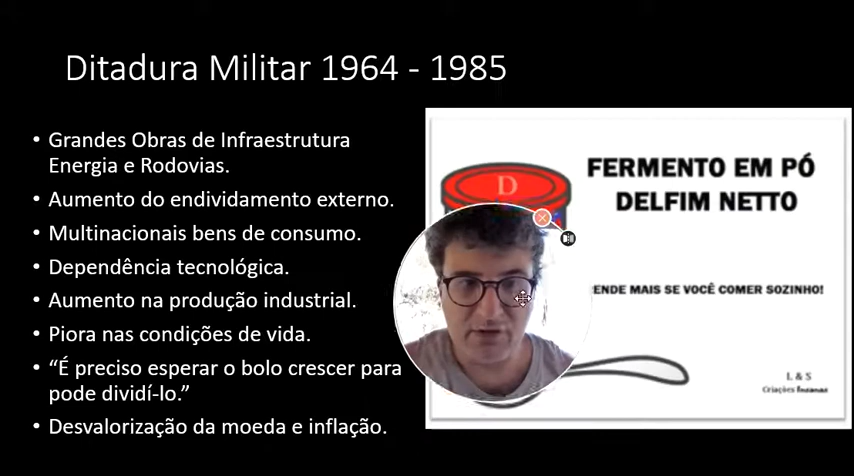 Ditadura Militar 1964 - 1985
• Grandes Obras de Infraestrutura
Energia e Rodovias.
• Aumento do endividamento externo.
• Multinacionais bens de consumo.
• Dependência tecnológica.
• Aumento na produção industrial.
• Piora nas condições de vida.
• “É preciso esperar o bolo crescer para
pode dividí-lo.”
• Desvalorização da moeda e inflação.
D
FERMENTO EM PÓ
DELFIM NETTO
ENDE MAIS SE VOCÊ COMER SOZINHO!
L & S
Criações Insanas